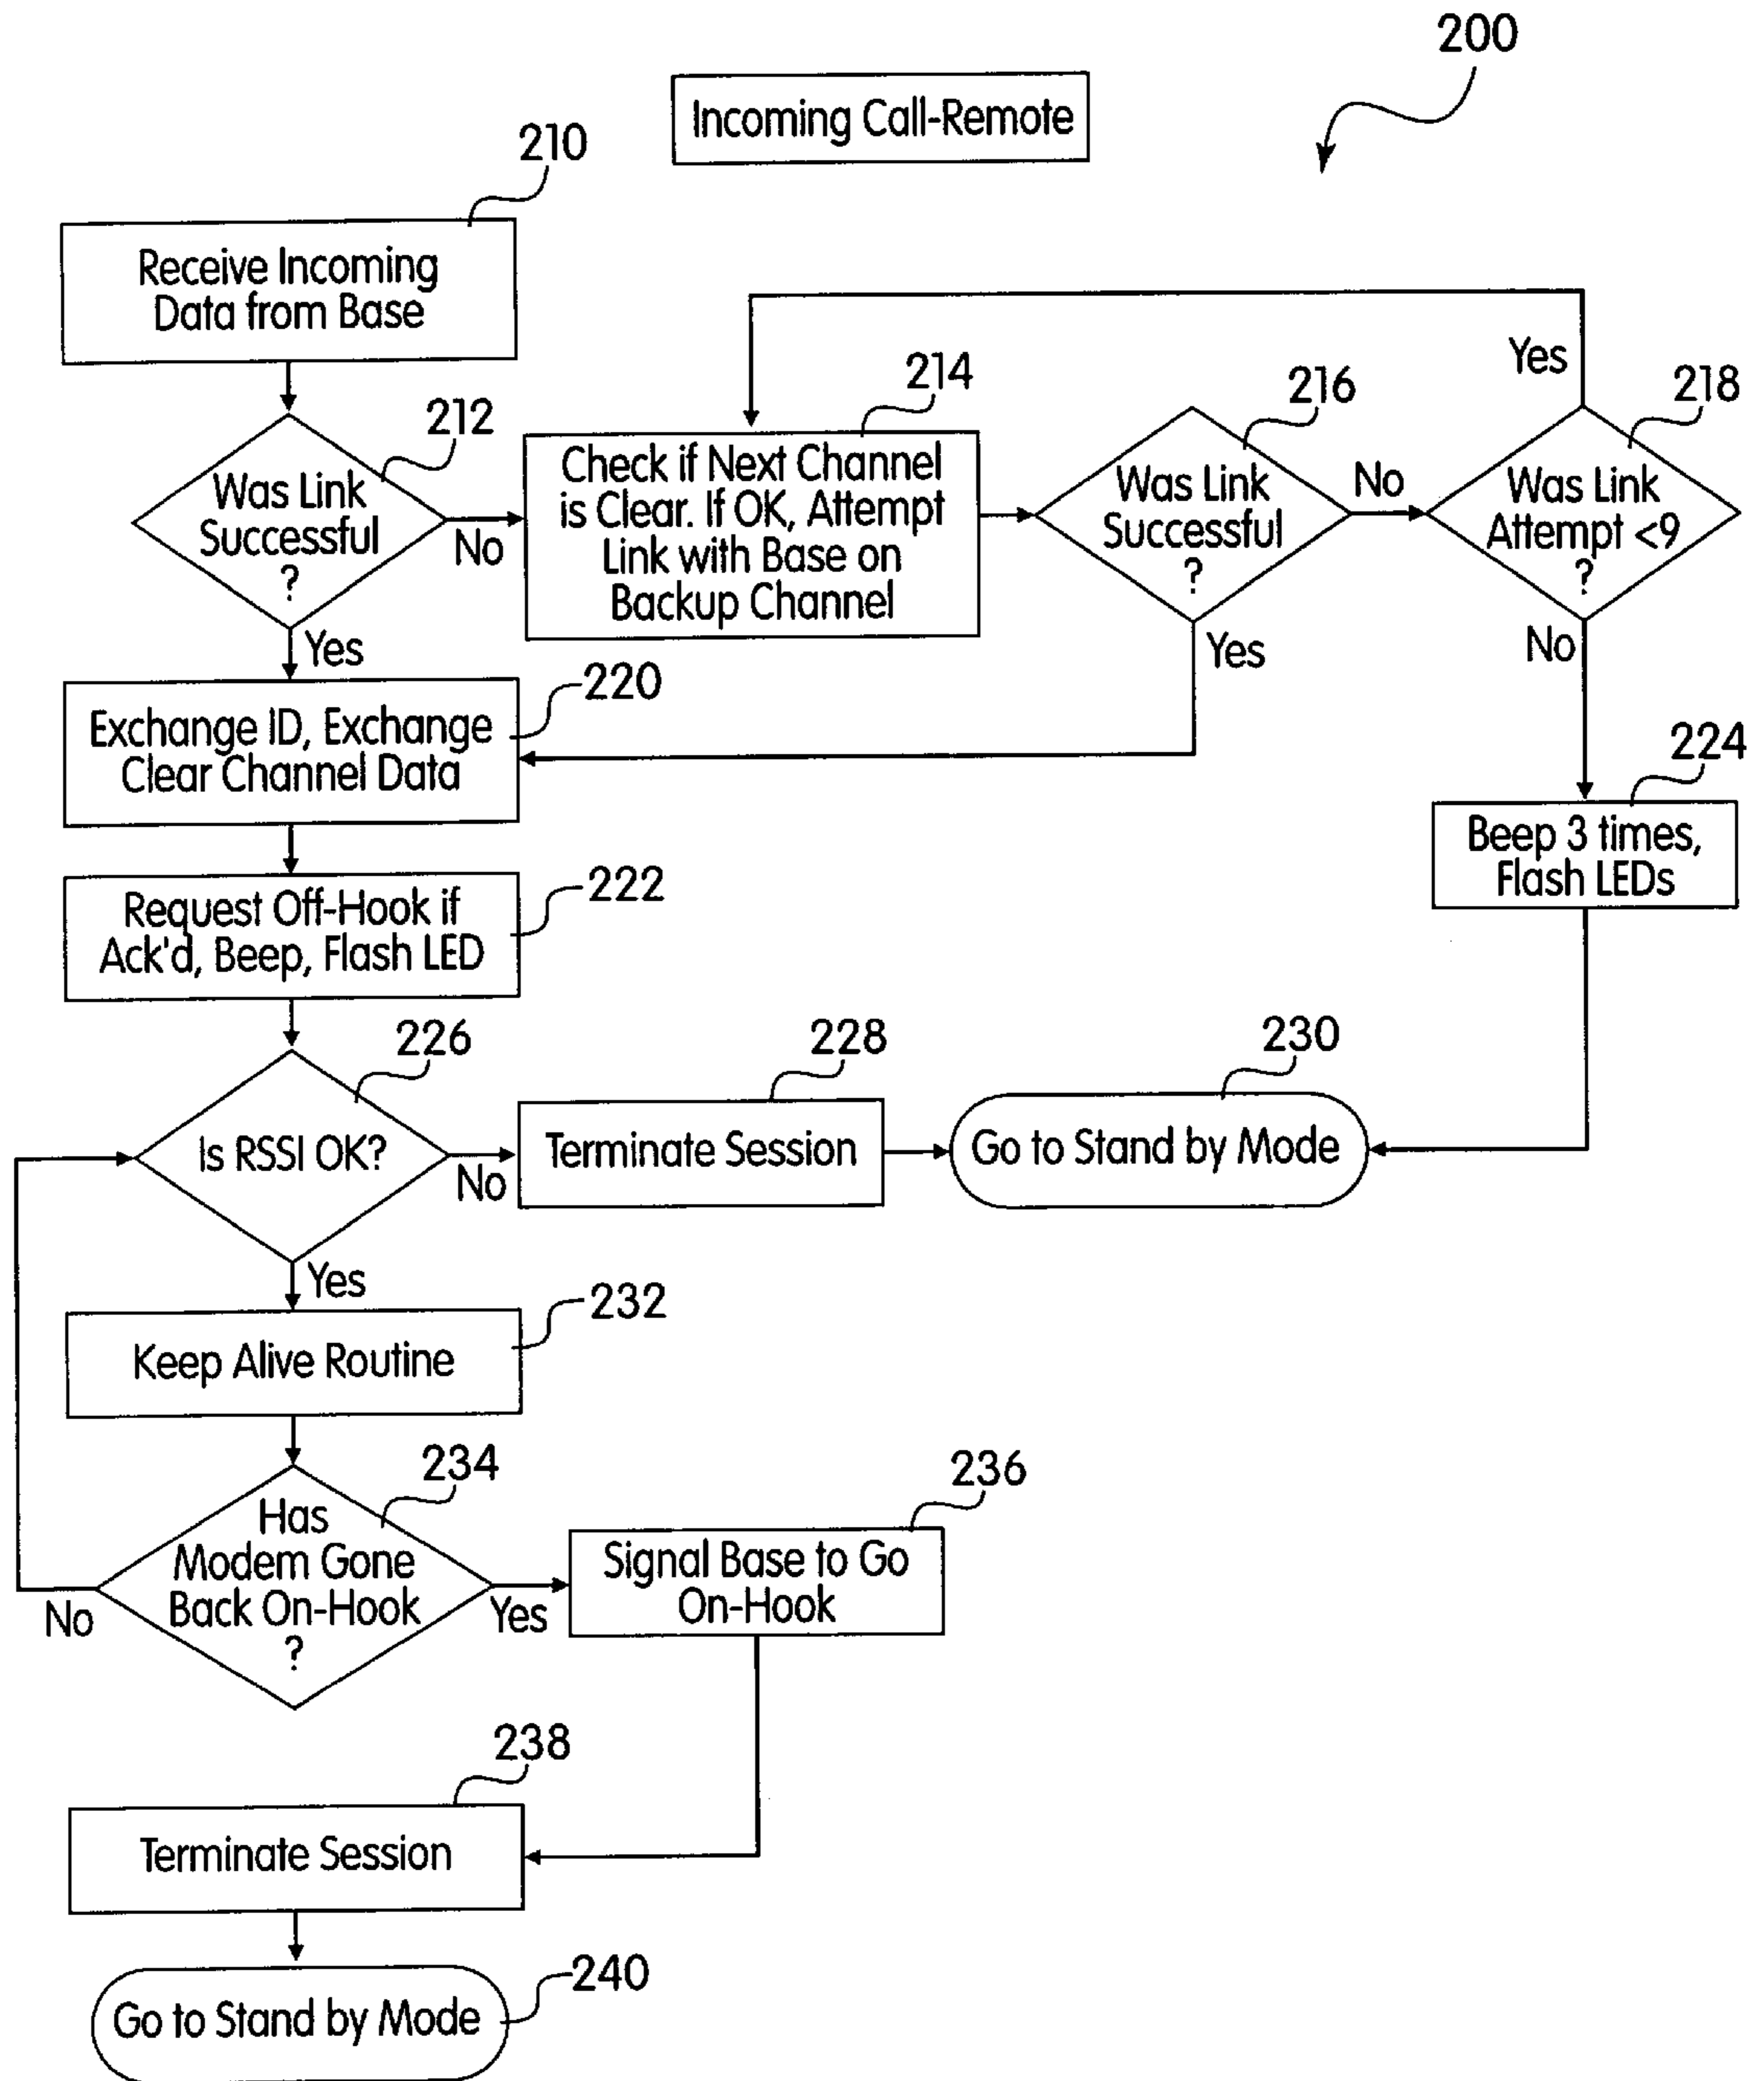 200
Incoming Call-Remote
210
Receive Incoming
Data from Base
212
Was Link
Successful
?
No
Yes
214
Check if Next Channel
is Clear. If OK, Attempt
Link with Base on
Backup Channel
216
Was Link
Successful
?
No
Yes
218
Was Link
Attempt <9
?
Yes
No
220
Exchange ID, Exchange
Clear Channel Data
222
Request Off-Hook if
Ack'd, Beep, Flash LED
224
Beep 3 times,
Flash LEDs
226
Is RSSI OK?
No
Yes
228
Terminate Session
230
Go to Stand by Mode
232
Keep Alive Routine
234
Has
Modem Gone
Back On-Hook
?
No
Yes
236
Signal Base to Go
On-Hook
238
Terminate Session
240
Go to Stand by Mode